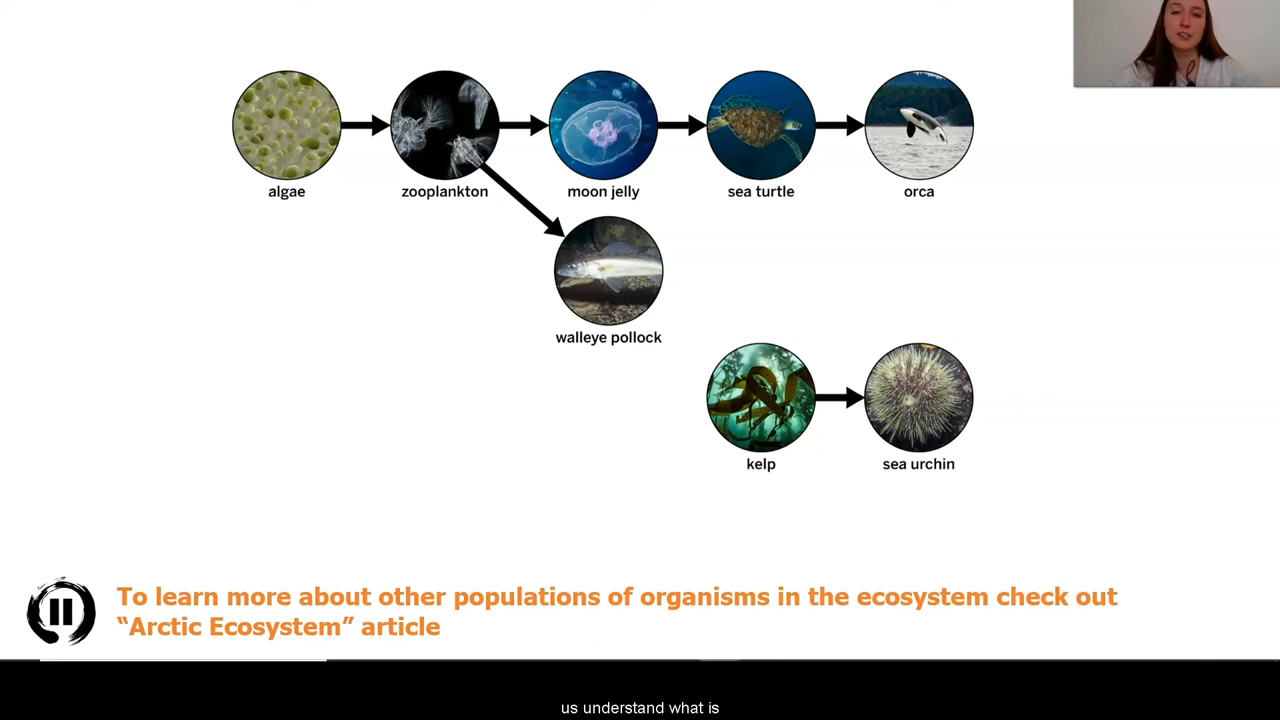 algae
zooplankton
moon jelly
sea turtle
orca
walleye pollock
kelp
sea urchin
To learn more about other populations of organisms in the ecosystem check out
“Arctic Ecosystem” article
us understand what is